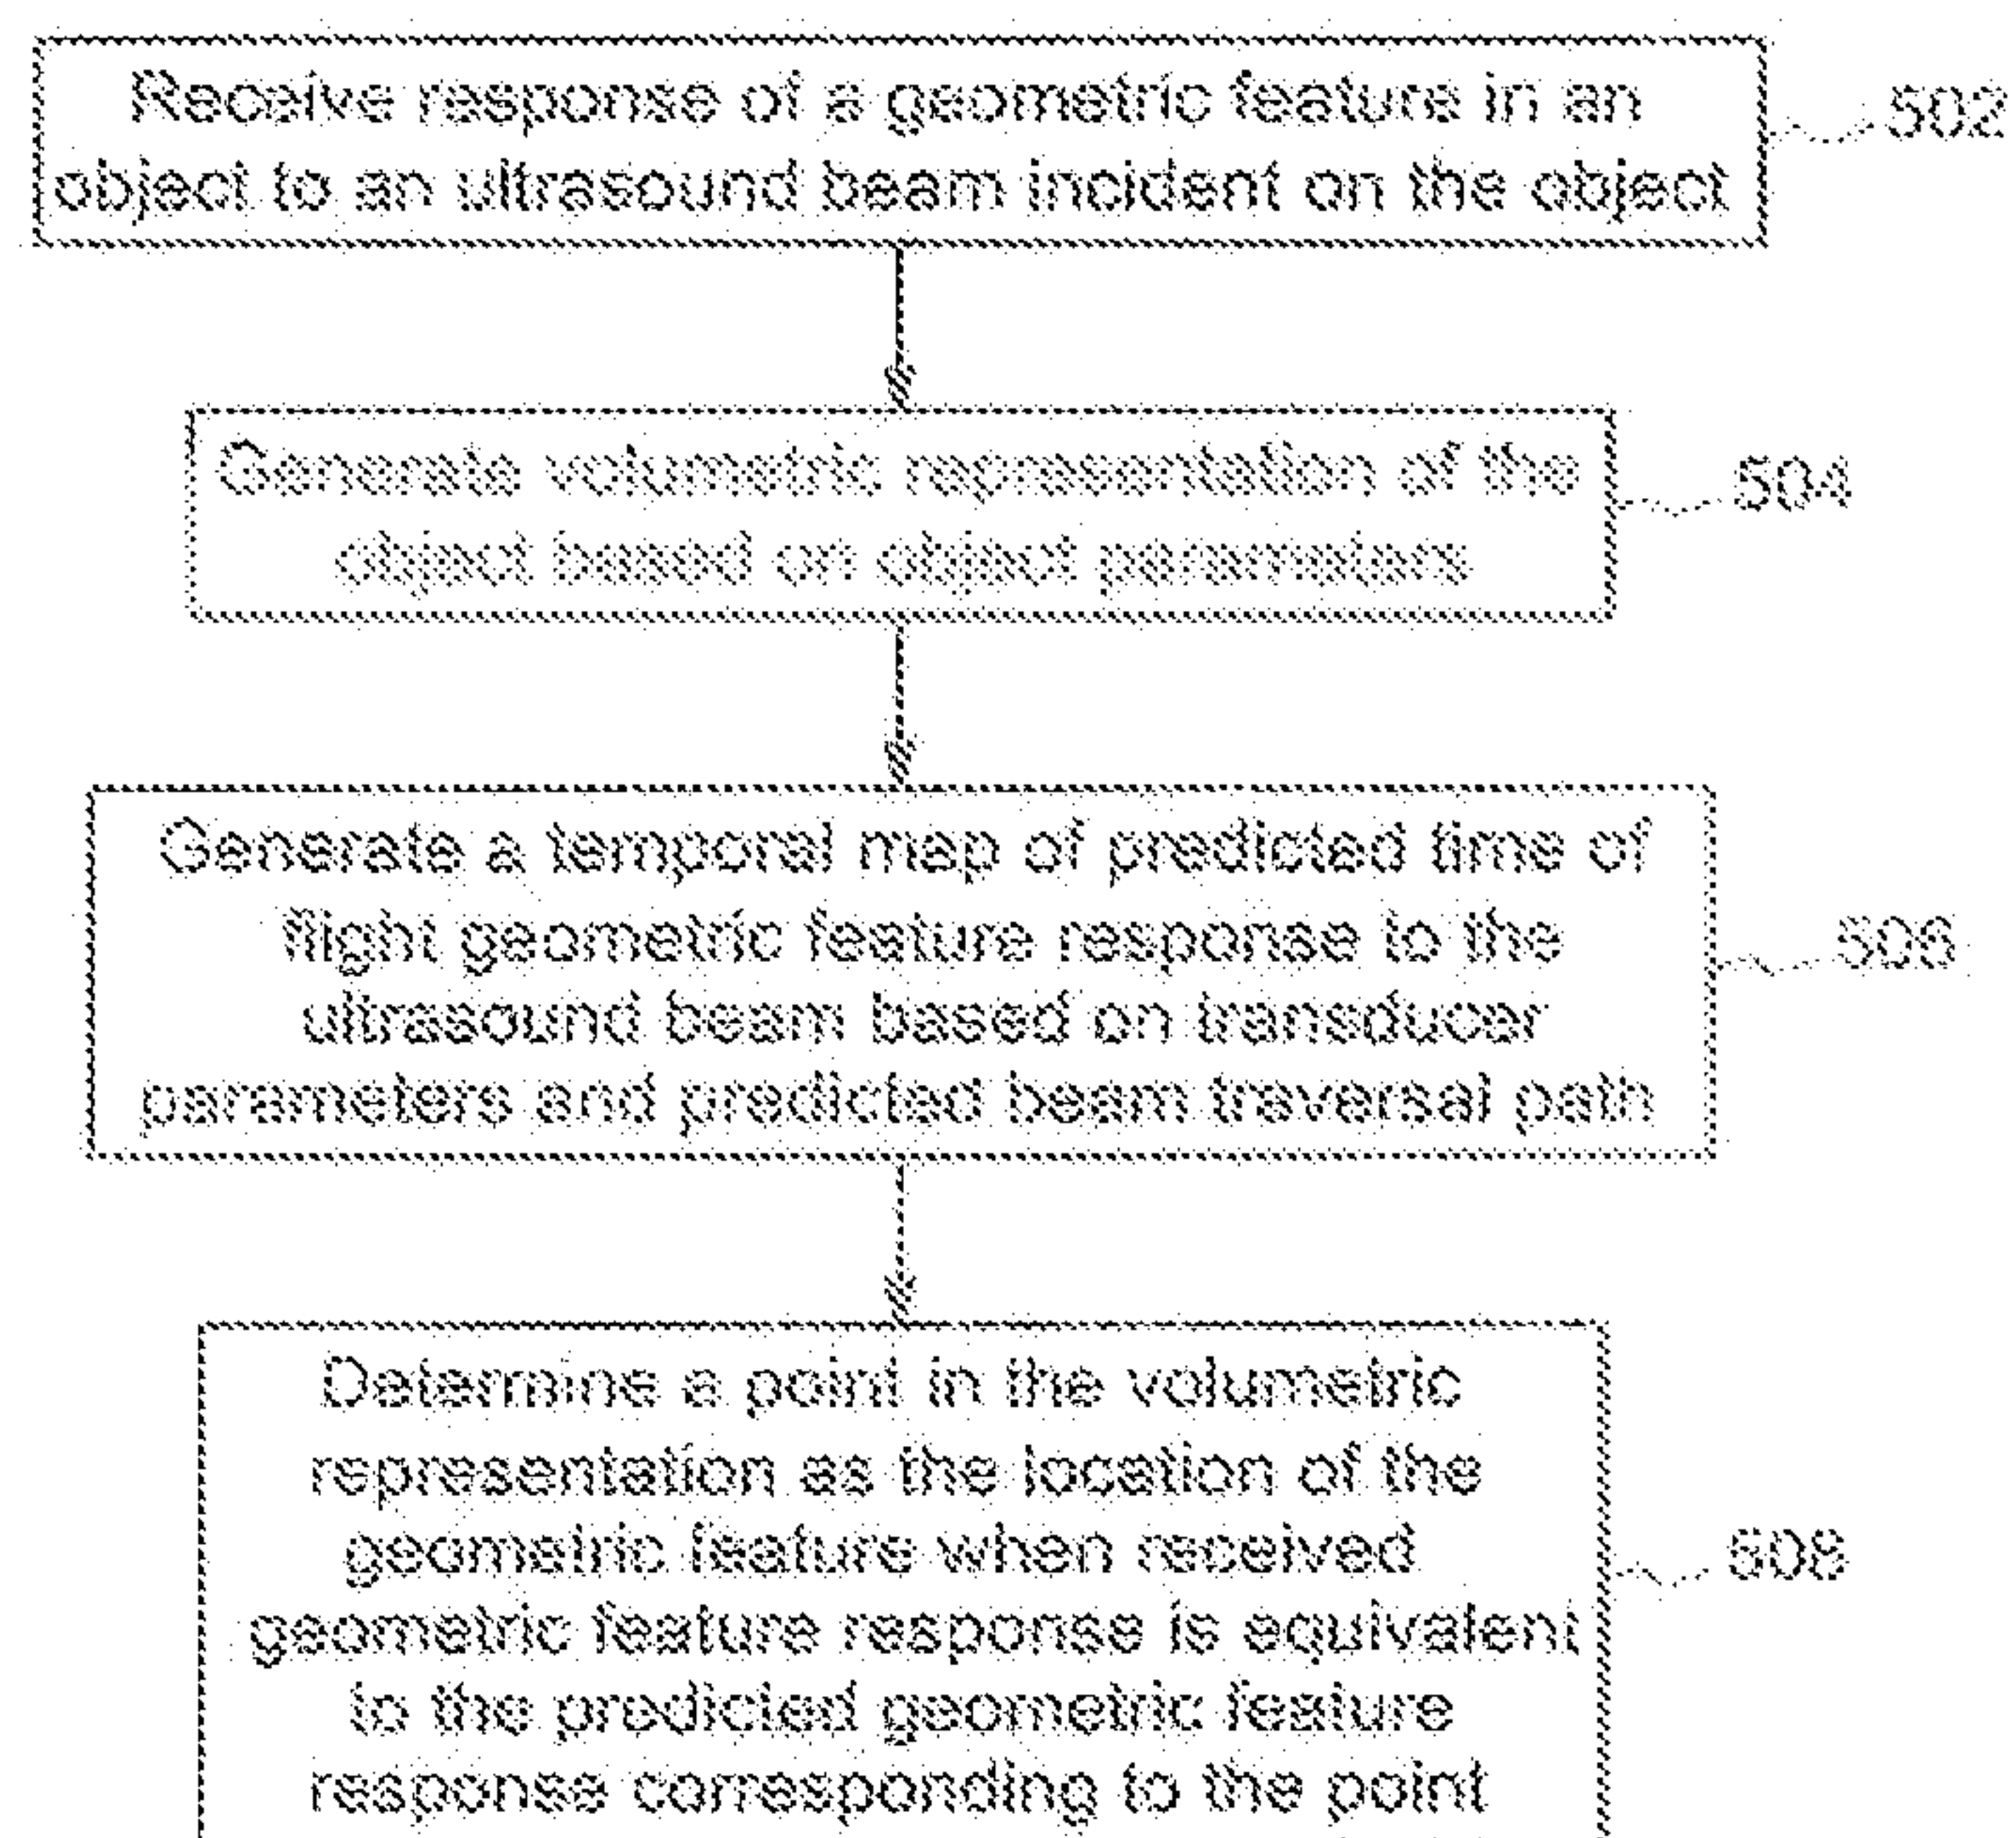 Receive response of a geometric feature in an
object to an ultrasound beam incident on the object
502
Generate volumetric representation of the
object based on object parameters
504
Generate a temporal map of predicted time of
flight geometric feature response to the
ultrasound beam based on transducer
parameters and predicted beam traversal path
506
Determine a point in the volumetric
representation as the location of the
geometric feature when received
geometric feature response is equivalent
to the predicted geometric feature
response corresponding to the point
508